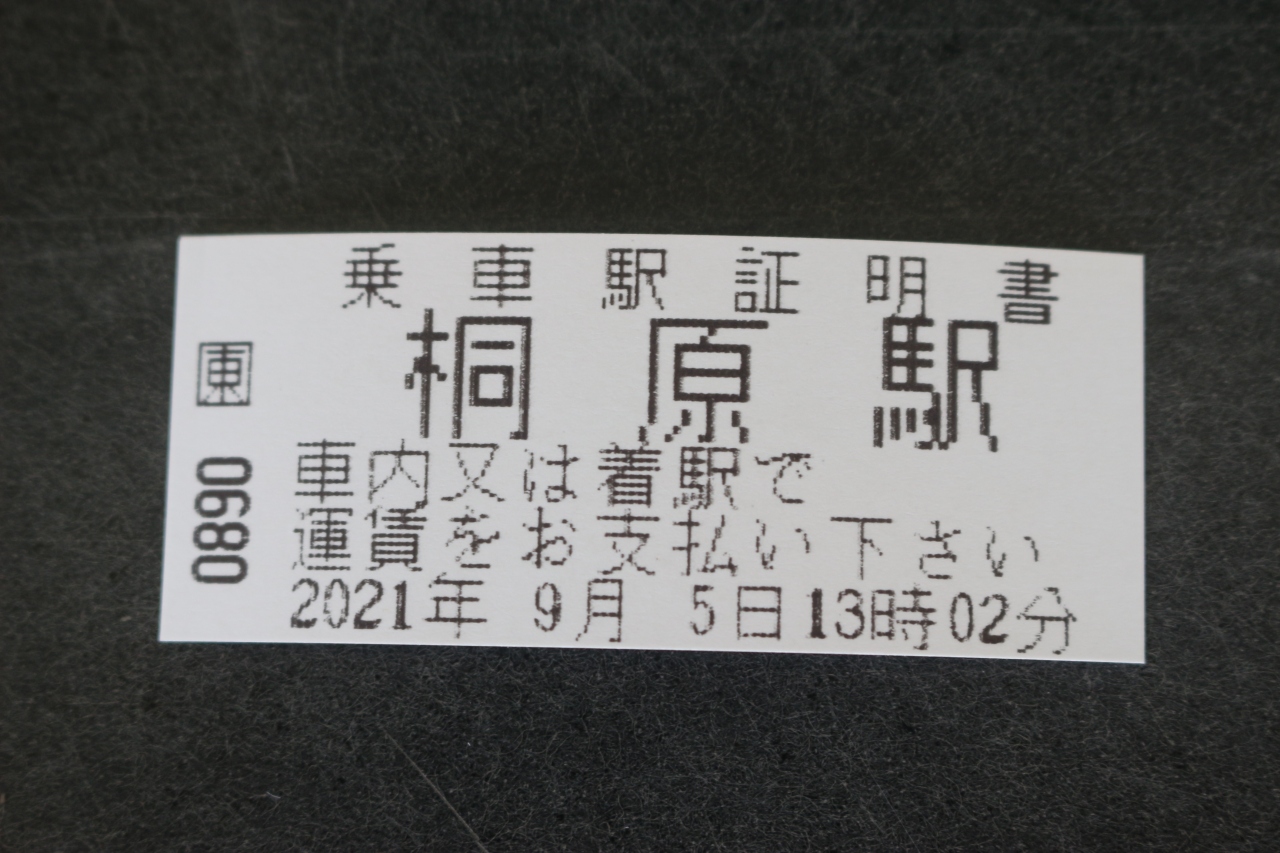 乗車駅証明書
桐原駅
車内又は着駅で
運賃をお支払い下さい
2021年 9月 5日13時02分
東
0890